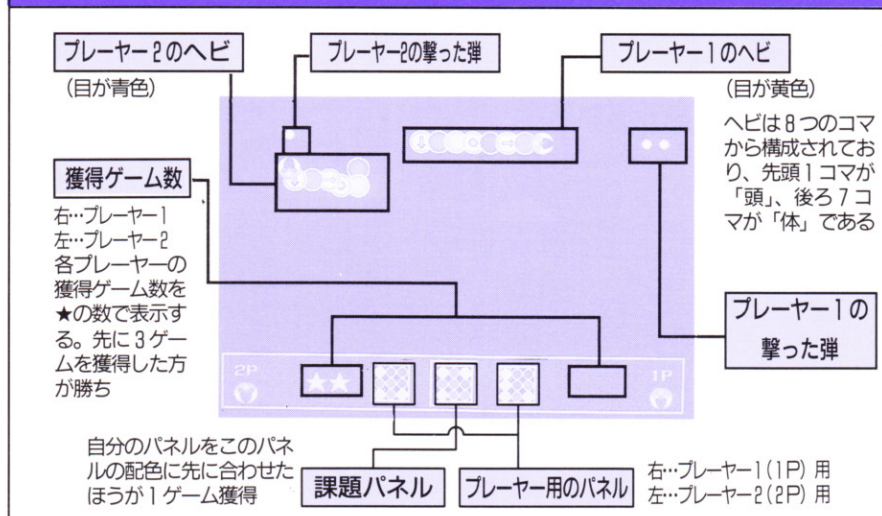 プレーヤー2のヘビ
(目が青色)
プレーヤー2の撃った弾
プレーヤー1のヘビ
(目が黄色)
ヘビは8つのコマ
から構成されてお
り、先頭1コマが
「頭」、後ろ7コ
マが「体」である
獲得ゲーム数
右…プレーヤー1
左…プレーヤー2
各プレーヤーの
獲得ゲーム数を
★の数で表示す
る。先に3ゲー
ムを獲得した方
が勝ち
プレーヤー1の
撃った弾
2P
★★
1P
自分のパネルをこのパネ
ルの配色に先に合わせた
ほうが1ゲーム獲得
課題パネル
プレーヤー用のパネル
右…プレーヤー1(1P)用
左…プレーヤー2(2P)用